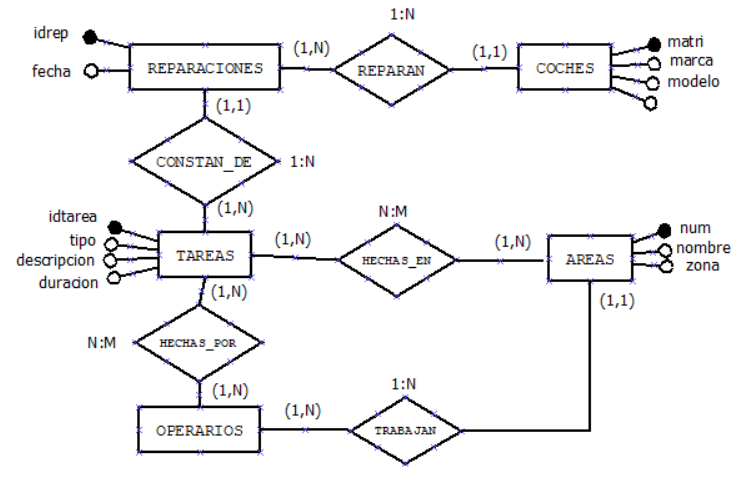 1:N
idrep
(1,N)
(1,1)
matri
marca
modelo
fecha
REPARACIONES
REPARAN
COCHES
(1,1)
CONSTAN_DE
1:N
(1,N)
idtarea
tipo
descripcion
duracion
TAREAS
(1,N)
N:M
HECHAS_EN
(1,N)
AREAS
num
nombre
zona
(1,N)
(1,1)
N:M
HECHAS_POR
(1,N)
1:N
OPERARIOS
(1,N)
TRABAJAN